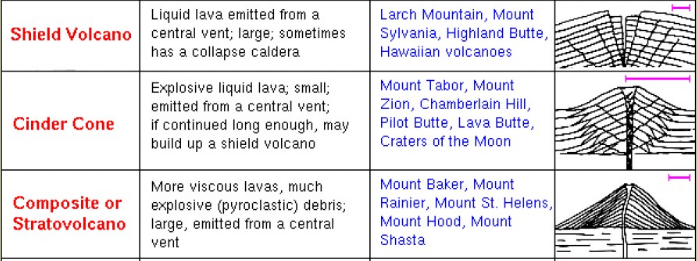 Shield Volcano
Liquid lava emitted from a
central vent; large; sometimes
has a collapse caldera
Larch Mountain, Mount
Sylvania, Highland Butte,
Hawaiian volcanoes
Cinder Cone
Explosive liquid lava; small;
emitted from a central vent;
if continued long enough, may
build up a shield volcano
Mount Tabor, Mount
Zion, Chamberlain Hill,
Pilot Butte, Lava Butte,
Craters of the Moon
Composite or
Stratovolcano
More viscous lavas, much
explosive (pyroclastic) debris;
large, emitted from a central
vent
Mount Baker, Mount
Rainier, Mount St. Helens,
Mount Hood, Mount
Shasta